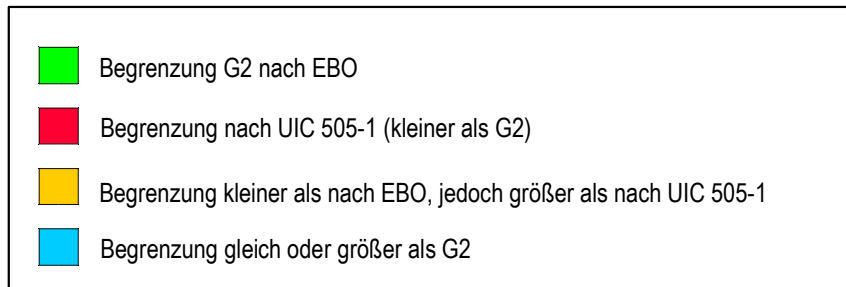 Begrenzung G2 nach EBO
Begrenzung nach UIC 505-1 (kleiner als G2)
Begrenzung kleiner als nach EBO, jedoch größer als nach UIC 505-1
Begrenzung gleich oder größer als G2